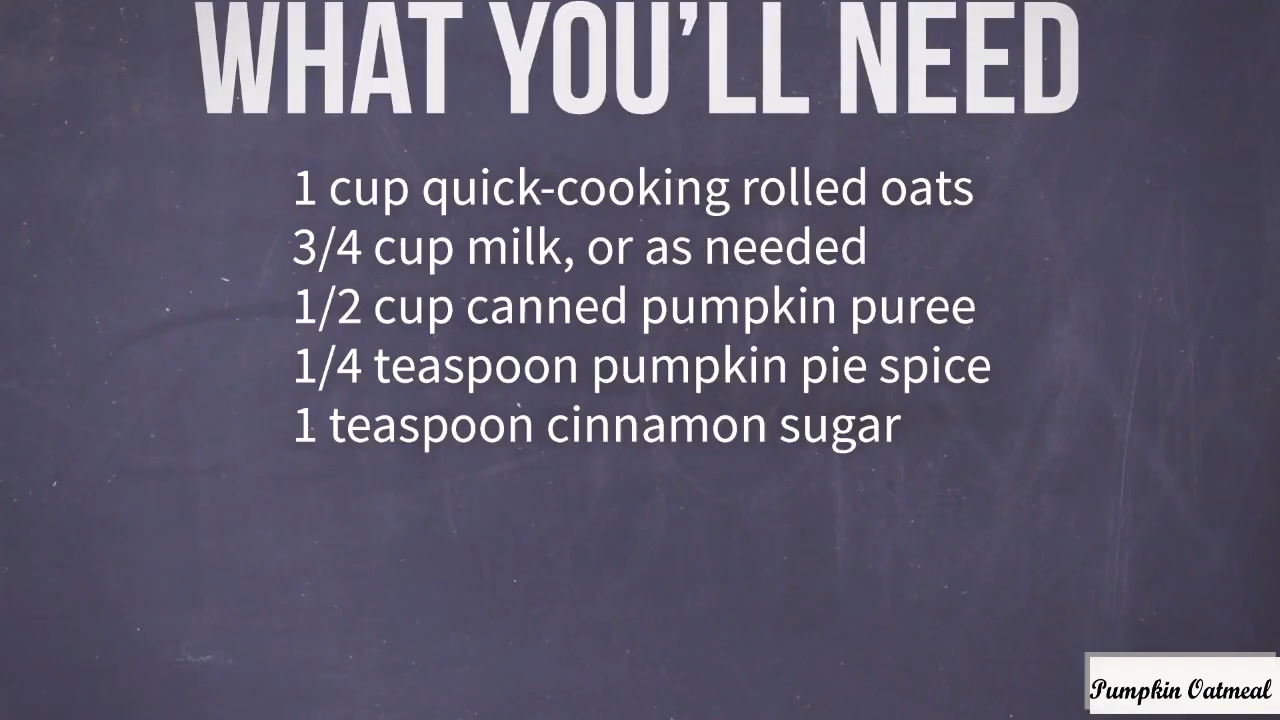 WHAT YOU’LL NEED
1 cup quick-cooking rolled oats
3/4 cup milk, or as needed
1/2 cup canned pumpkin puree
1/4 teaspoon pumpkin pie spice
1 teaspoon cinnamon sugar
Pumpkin Oatmeal